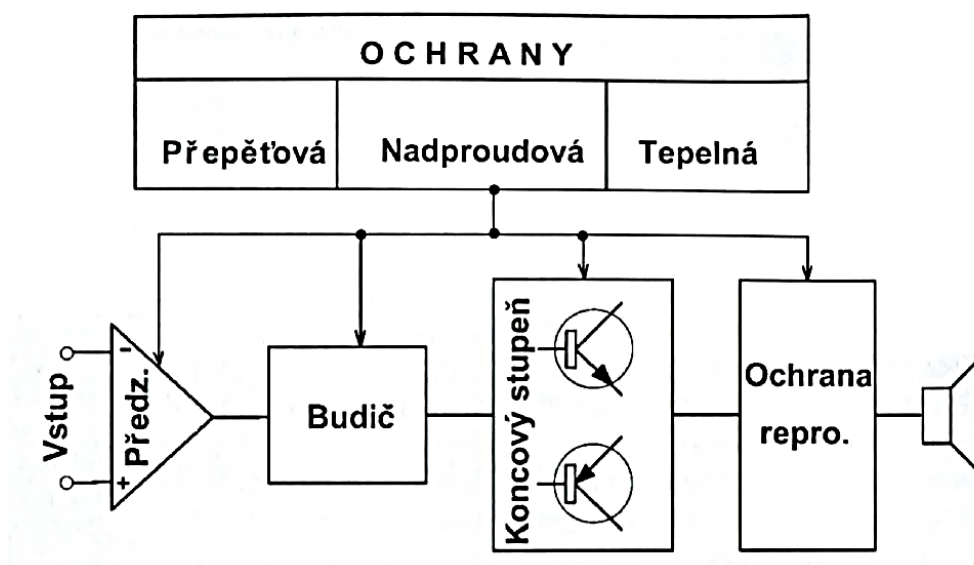 OCHRANY
Přepěťová
Nadproudová
Tepelná
Vstup
-
+
Předz.
Budič
Koncový stupeň
Ochrana
repro.